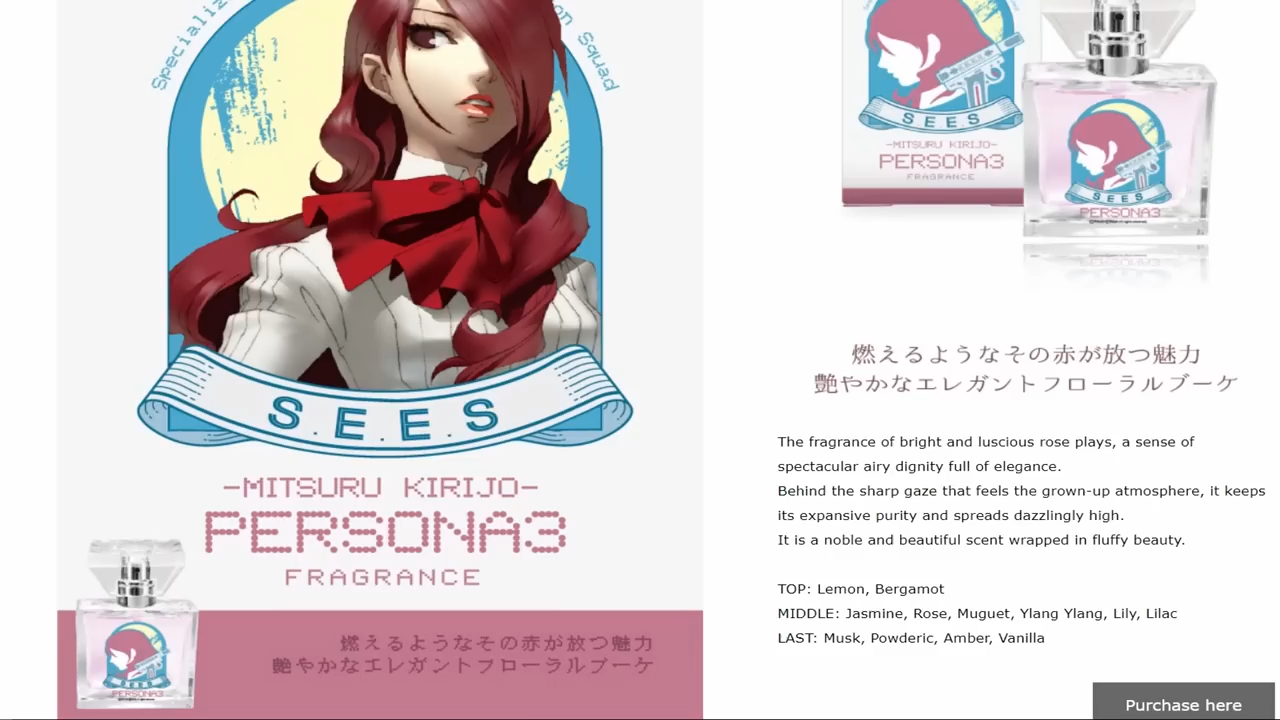 Specializ
on Squad
S.E.E.S
-MITSURU KIRIJO-
PERSONA3
FRAGRANCE
燃えるようなその赤が放つ魅力
艶やかなエレガントフローラルブーケ
S.E.E.S
PERSONA3
S.E.E.S
-MITSURU KIRIJO-
PERSONA3
FRAGRANCE
S.E.E.S
PERSONA3
燃えるようなその赤が放つ魅力
艶やかなエレガントフローラルブーケ
The fragrance of bright and luscious rose plays, a sense of
spectacular airy dignity full of elegance.
Behind the sharp gaze that feels the grown-up atmosphere, it keeps
its expansive purity and spreads dazzlingly high.
It is a noble and beautiful scent wrapped in fluffy beauty.
TOP: Lemon, Bergamot
MIDDLE: Jasmine, Rose, Muguet, Ylang Ylang, Lily, Lilac
LAST: Musk, Powderic, Amber, Vanilla
Purchase here